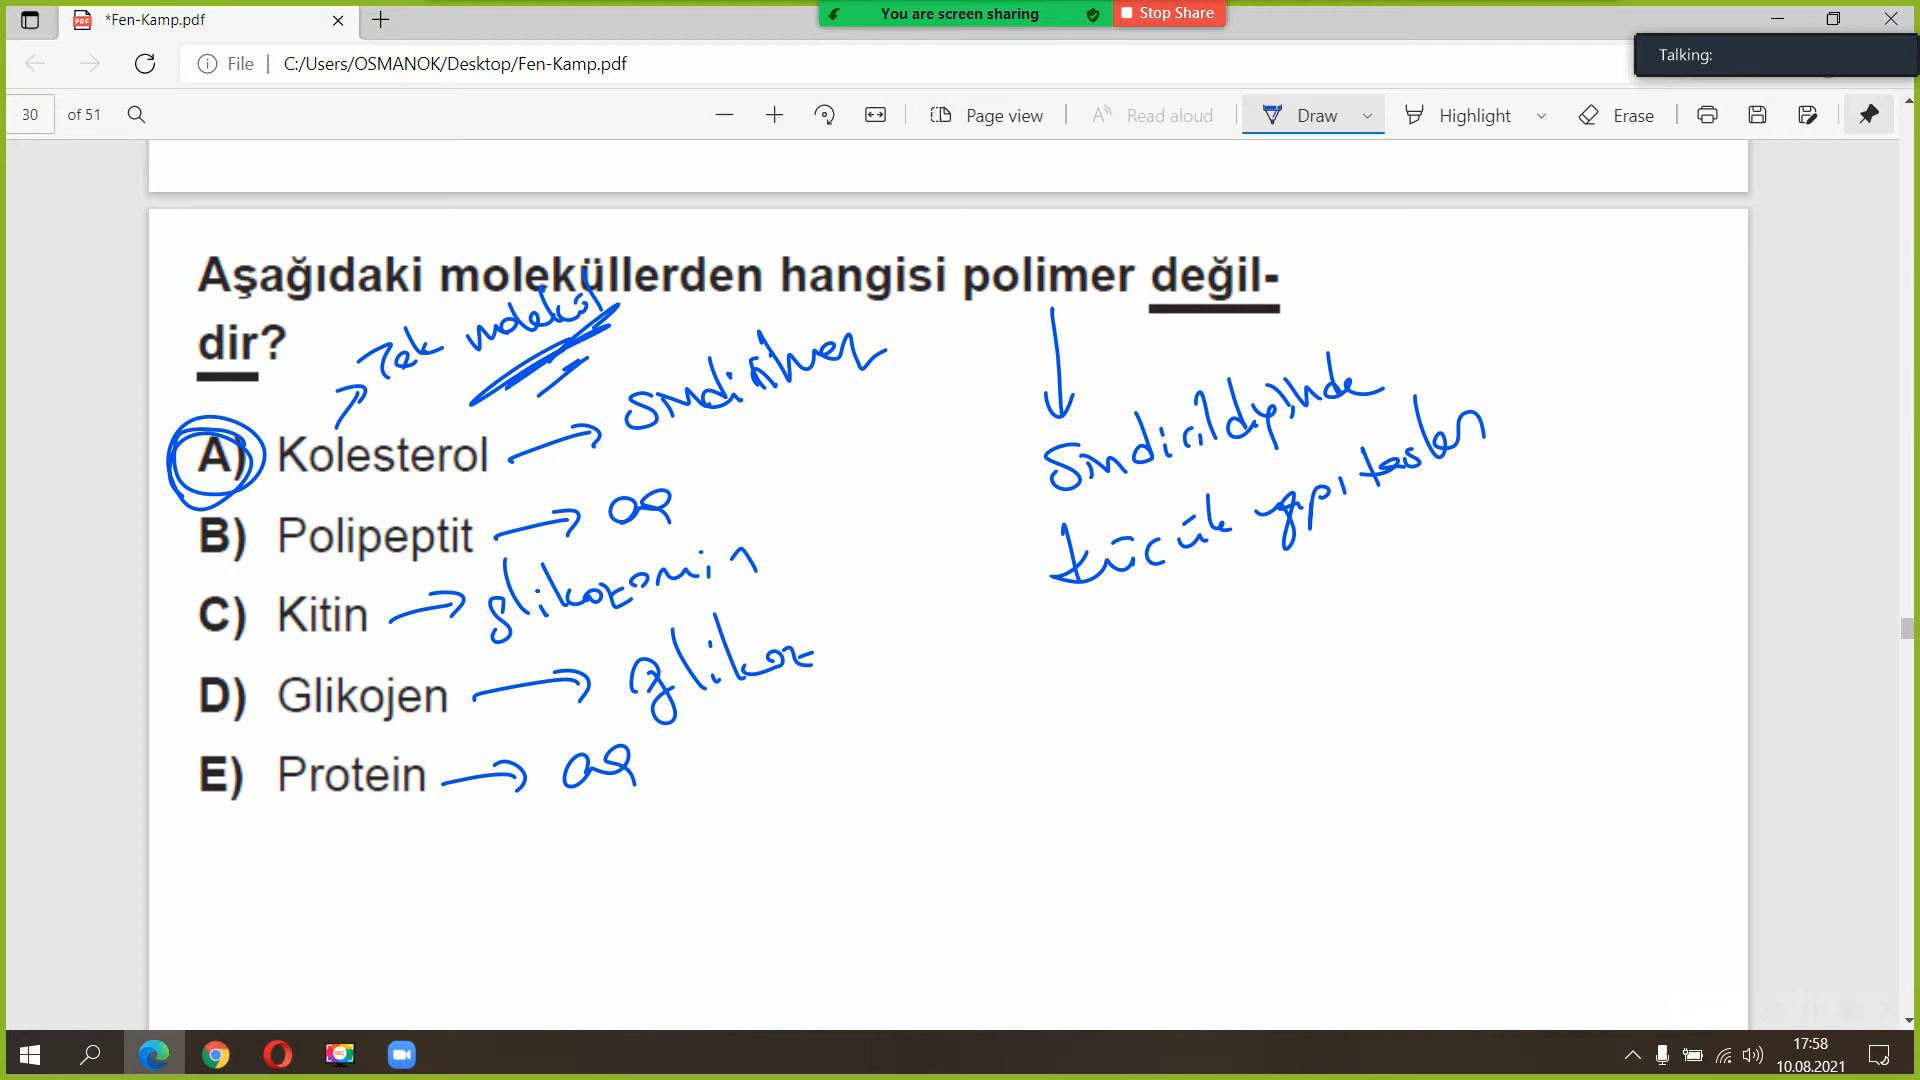 *Fen-Kamp.pdf
You are screen sharing
Stop Share
Talking:
File
C:/Users/OSMANOK/Desktop/Fen-Kamp.pdf
30 of 51
Page view
Read aloud
Draw
Highlight
Erase
Aşağıdaki moleküllerden hangisi polimer değil-
dir?
Tek molekül
A) Kolesterol
sindirilmez
Sindirildiğinde
küçük yapıtaşları
B) Polipeptit
aa
C) Kitin
glikozamin
D) Glikojen
glikoz
E) Protein
aa
17:58
10.08.2021